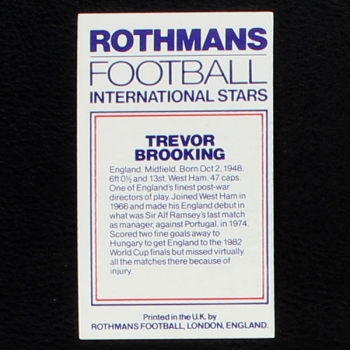 ROTHMANS
FOOTBALL
INTERNATIONAL STARS
TREVOR
BROOKING
England. Midfield. Born Oct 2, 1948.
6ft 0½ and 13st. West Ham. 47 caps.
One of England's finest post-war
directors of play. Joined West Ham in
1966 and made his England debut in
what was Sir Alf Ramsey's last match
as manager, against Portugal, in 1974.
Scored two fine goals away to
Hungary to get England to the 1982
World Cup finals but missed virtually
all the matches there because of
injury.
Printed in the U.K. by
ROTHMANS FOOTBALL, LONDON, ENGLAND.